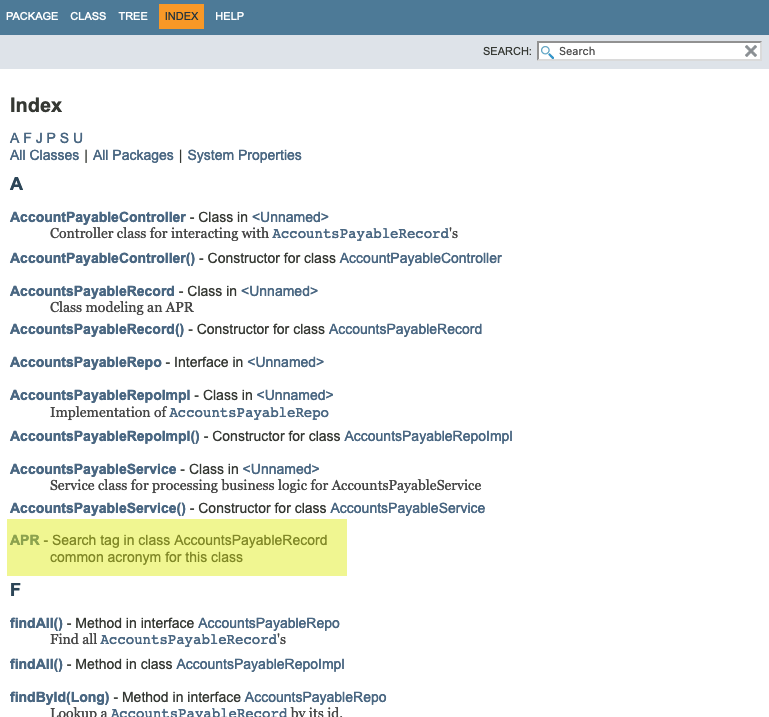 PACKAGE CLASS TREE INDEX HELP
SEARCH: Search
Index
A F J P S U
All Classes | All Packages | System Properties
A
AccountPayableController - Class in <Unnamed>
Controller class for interacting with AccountsPayableRecord's
AccountPayableController() - Constructor for class AccountPayableController
AccountsPayableRecord - Class in <Unnamed>
Class modeling an APR
AccountsPayableRecord() - Constructor for class AccountsPayableRecord
AccountsPayableRepo - Interface in <Unnamed>
AccountsPayableRepoImpl - Class in <Unnamed>
Implementation of AccountsPayableRepo
AccountsPayableRepoImpl() - Constructor for class AccountsPayableRepoImpl
AccountsPayableService - Class in <Unnamed>
Service class for processing business logic for AccountsPayableService
AccountsPayableService() - Constructor for class AccountsPayableService
APR - Search tag in class AccountsPayableRecord
common acronym for this class
F
findAll() - Method in interface AccountsPayableRepo
Find all AccountsPayableRecord's
findAll() - Method in class AccountsPayableRepoImpl
findById(Long) - Method in interface AccountsPayableRepo
Lookup a AccountsPayableRecord by its id.